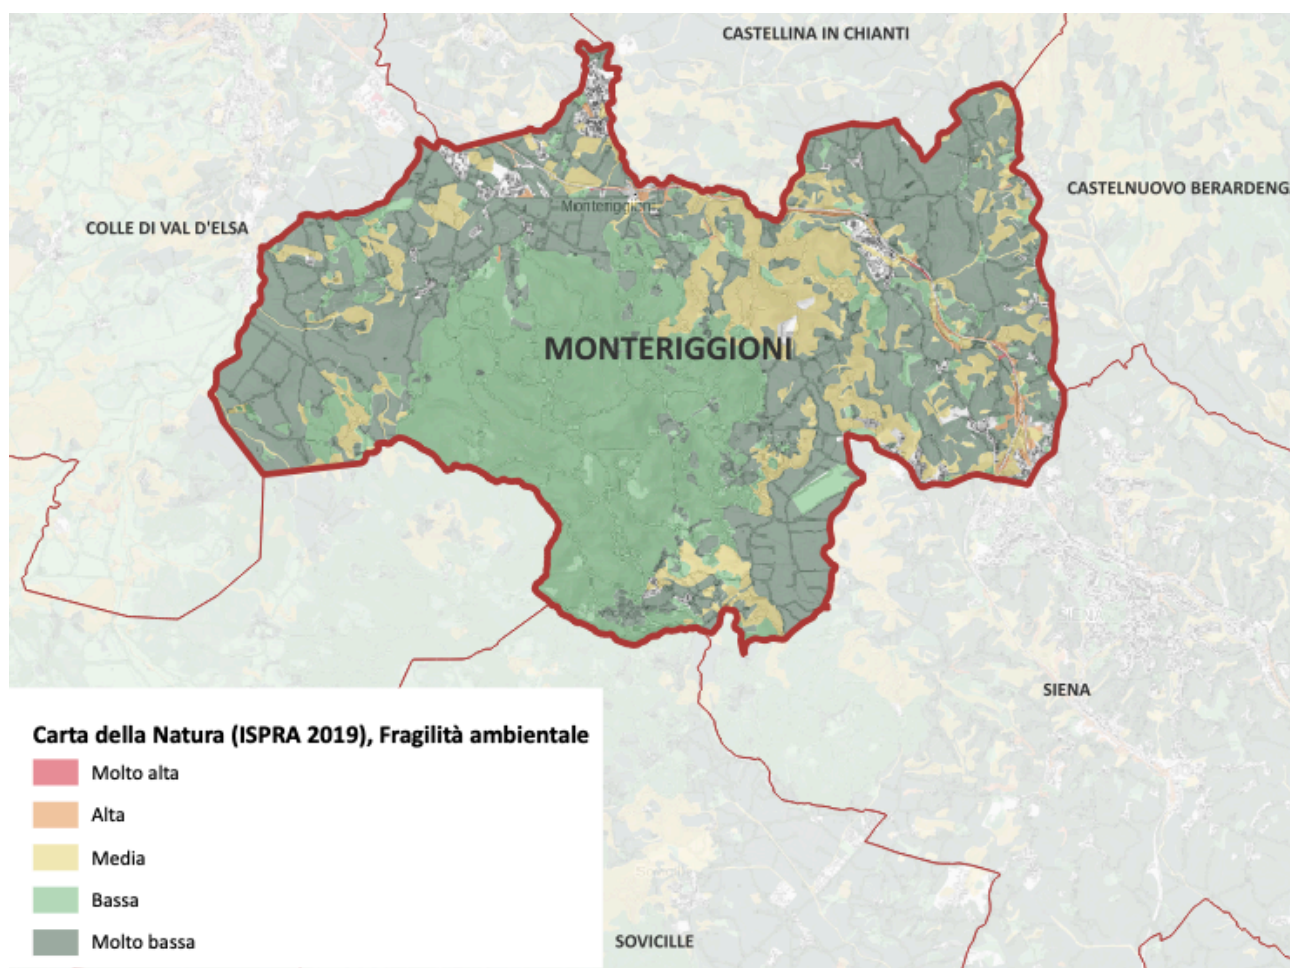 CASTELLINA IN CHIANTI
CASTELNUOVO BERARDENG
COLLE DI VAL D'ELSA
Monteriggioni
MONTERIGGIONI
SIENA
SOVICILLE
Carta della Natura (ISPRA 2019), Fragilità ambientale
Molto alta
Alta
Media
Bassa
Molto bassa